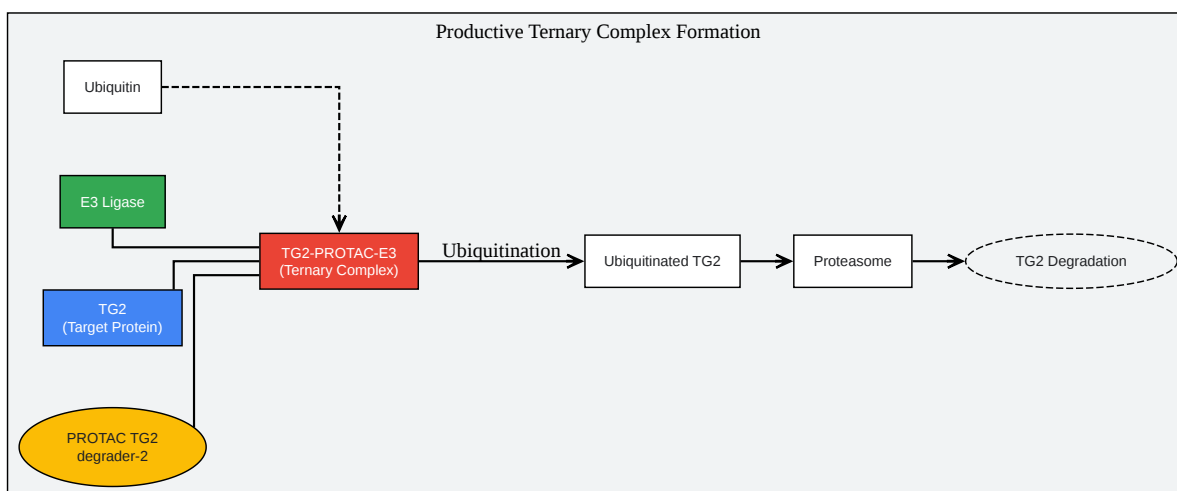 Productive Ternary Complex Formation
Ubiquitin
E3 Ligase
TG2-PROTAC-E3
(Ternary Complex)
Ubiquitination
Ubiquitinated TG2
Proteasome
TG2 Degradation
TG2
(Target Protein)
PROTAC TG2
degrader-2